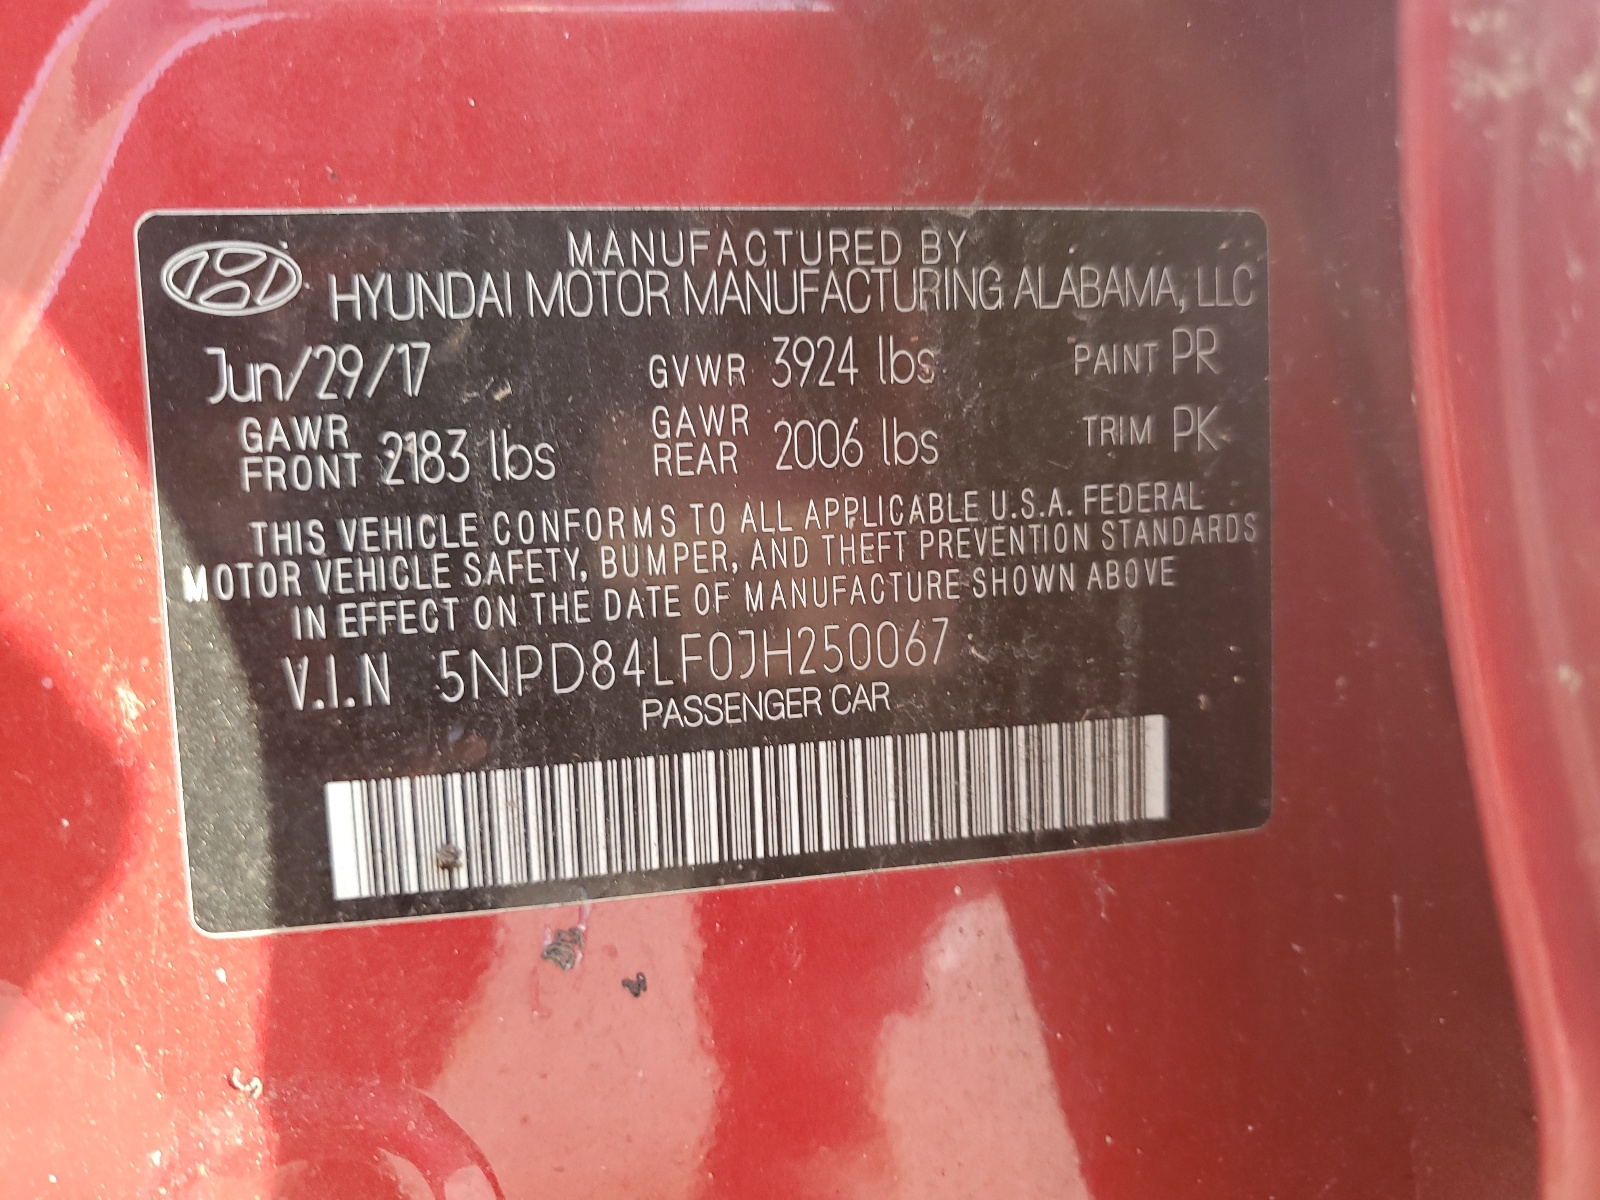 MANUFACTURED BY
HYUNDAI MOTOR MANUFACTURING ALABAMA, LLC
Jun/29/17 GVWR 3924 lbs PAINT PR
GAWR FRONT 2183 lbs GAWR REAR 2006 lbs TRIM PK
THIS VEHICLE CONFORMS TO ALL APPLICABLE U.S.A. FEDERAL
MOTOR VEHICLE SAFETY, BUMPER, AND THEFT PREVENTION STANDARDS
IN EFFECT ON THE DATE OF MANUFACTURE SHOWN ABOVE
V.I.N 5NPD84LF0JH250067
PASSENGER CAR